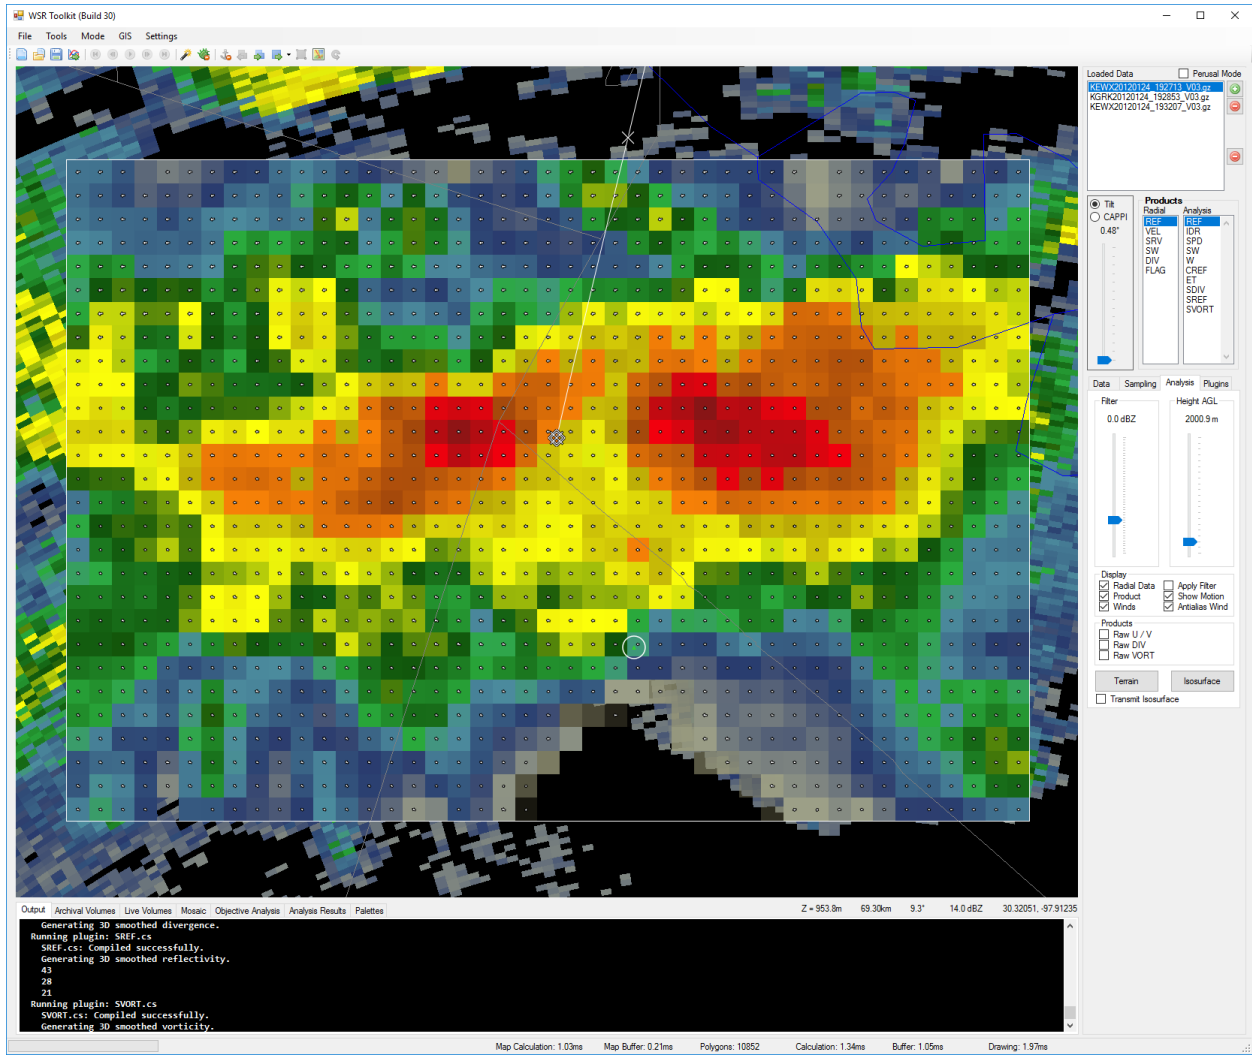 WSR Toolkit (Build 30)
File Tools Mode GIS Settings
Loaded Data Perusal Mode
KEWX20120124_192713_V03.gz
KGRK20120124_192853_V03.gz
KEWX20120124_193207_V03.gz
Tilt
CAPPI
0.48°
Products
Radial Analysis
REF REF
VEL IDR
SRV SPD
SW SW
DIV W
FLAG CREF
ET
SDIV
SREF
SVORT
Data Sampling Analysis Plugins
Filter Height AGL
0.0 dBZ 2000.9 m
Display
Radial Data Apply Filter
Product Show Motion
Winds Antialias Wind
Products
Raw U / V
Raw DIV
Raw VORT
Terrain Isosurface
Transmit Isosurface
Output Archival Volumes Live Volumes Mosaic Objective Analysis Analysis Results Palettes Z = 953.8m 69.30km 9.3° 14.0 dBZ 30.32051, -97.91235
Generating 3D smoothed divergence.
Running plugin: SREF.cs
SREF.cs: Compiled successfully.
Generating 3D smoothed reflectivity.
43
28
21
Running plugin: SVORT.cs
SVORT.cs: Compiled successfully.
Generating 3D smoothed vorticity.
Map Calculation: 1.03ms Map Buffer: 0.21ms Polygons: 10852 Calculation: 1.34ms Buffer: 1.05ms Drawing: 1.97ms